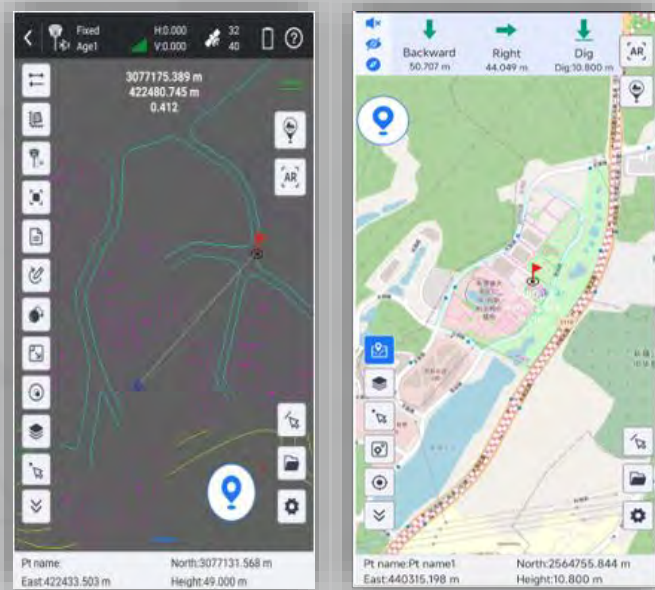 Fixed
Age1
H:0.000
V:0.000
32
40
3077175.389 m
422480.745 m
0.412
AR
Pt name:
North:3077131.568 m
East:422433.503 m
Height:49.000 m
Backward
50.707 m
Right
44.049 m
Dig
Dig:10.800 m
AR
Pt name:Pt name1
North:2564755.844 m
East:440315.198 m
Height:10.800 m